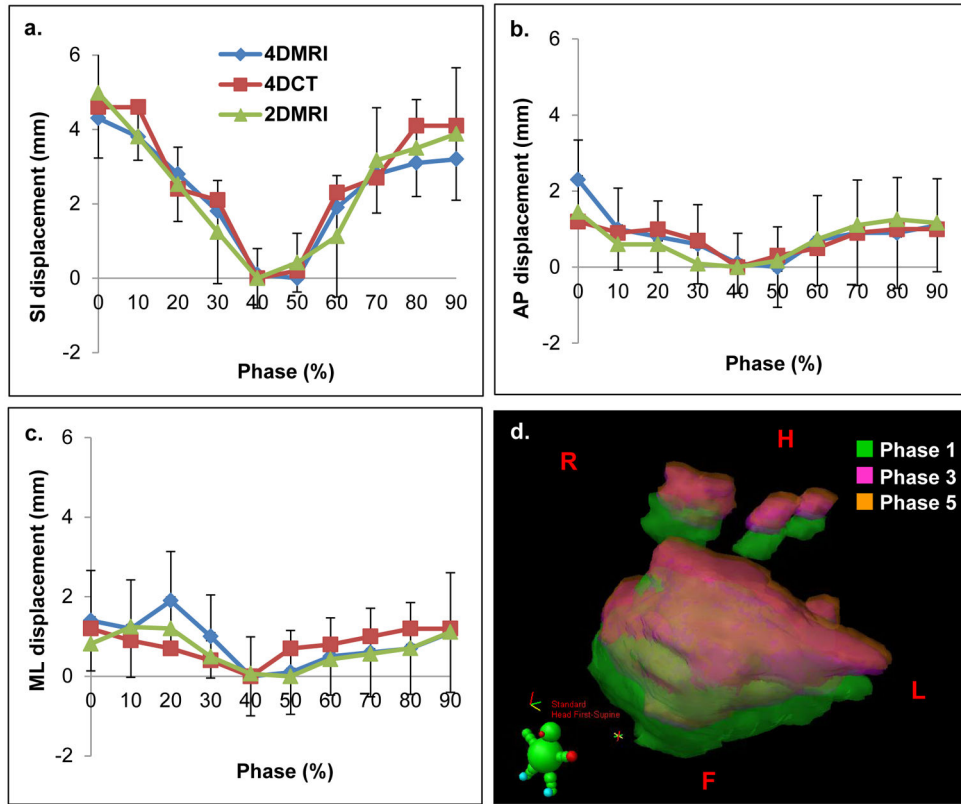 a.
6
4
2
0
-2
SI displacement (mm)
4DMRI
4DCT
2DMRI
0 10 20 30 40 50 60 70 80 90
Phase (%)
b.
6
4
2
0
-2
AP displacement (mm)
0 10 20 30 40 50 60 70 80 90
Phase (%)
c.
6
4
2
0
-2
ML displacement (mm)
0 10 20 30 40 50 60 70 80 90
Phase (%)
d.
R
H
Phase 1
Phase 3
Phase 5
L
Standard
Head First-Supine
F